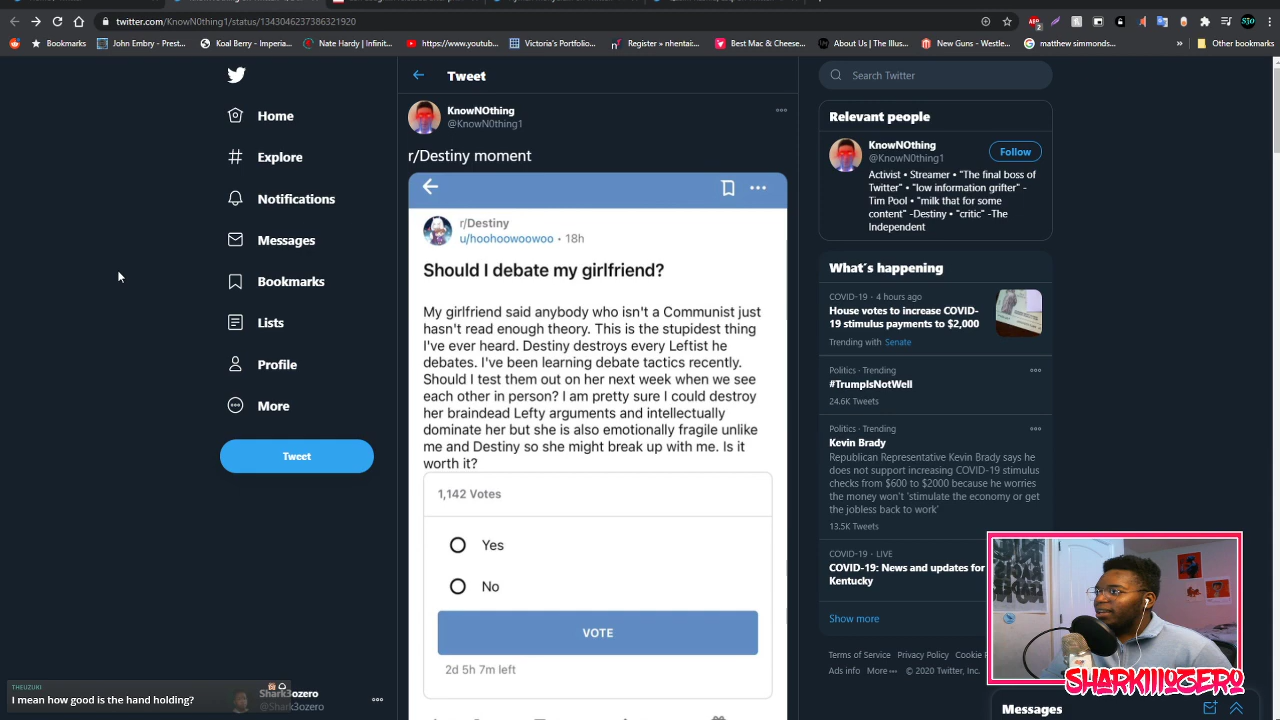 twitter.com/KnowN0thing1/status/1343046237386321920
Bookmarks
Tim Embry - Prest...
Koal Berry - Imperia...
Nate Hardy | Infinit...
https://www.youtube...
Victoria's Portfolio...
Register » nhentai...
Best Mac & Cheese...
About Us | The Illus...
New Guns - Westle...
matthew simmonds...
»
Other bookmarks
Home
Explore
Notifications
Messages
Bookmarks
Lists
Profile
More
Tweet
Tweet
KnowNOthing
@KnowN0thing1
r/Destiny moment
r/Destiny
u/hoohoowoowoo • 18h
Should I debate my girlfriend?
My girlfriend said anybody who isn't a Communist just
hasn't read enough theory. This is the stupidest thing
I've ever heard. Destiny destroys every Leftist he
debates. I've been learning debate tactics recently.
Should I test them out on her next week when we see
each other in person? I am pretty sure I could destroy
her braindead Lefty arguments and intellectually
dominate her but she is also emotionally fragile unlike
me and Destiny so she might break up with me. Is it
worth it?
1,142 Votes
Yes
No
VOTE
2d 5h 7m left
Search Twitter
Relevant people
KnowNOthing
@KnowN0thing1
Follow
Activist • Streamer • "The final boss of
Twitter" • "low information grifter" -
Tim Pool • "milk that for some
content" -Destiny • "critic" -The
Independent
What's happening
COVID-19 · 4 hours ago
House votes to increase COVID-
19 stimulus payments to $2,000
Trending with Senate
Politics · Trending
#TrumpIsNotWell
24.6K Tweets
Politics · Trending
Kevin Brady
Republican Representative Kevin Brady says he
does not support increasing COVID-19 stimulus
checks from $600 to $2000 because he worries
the money won't 'stimulate the economy or get
the jobless back to work'
13.5K Tweets
COVID-19 · LIVE
COVID-19: News and updates for
Kentucky
Show more
Terms of Service Privacy Policy Cookie
Ad info More © 2020 Twitter, Inc.
Messages
THEUZUKI
I mean how good is the hand holding?
Shark3ozero
@Shark3ozero
SHARKIIIOZERO